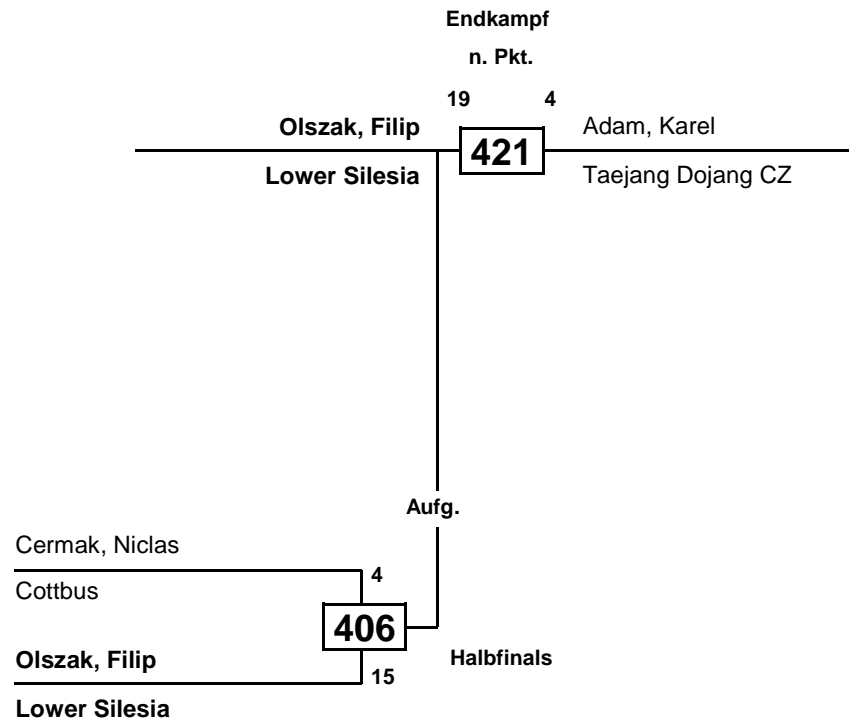 Endkampf
n. Pkt.
19 4
Olszak, Filip
Lower Silesia
421
Adam, Karel
Taejang Dojang CZ
Aufg.
Cermak, Niclas
Cottbus
4
406
Olszak, Filip
Lower Silesia
15
Halbfinals